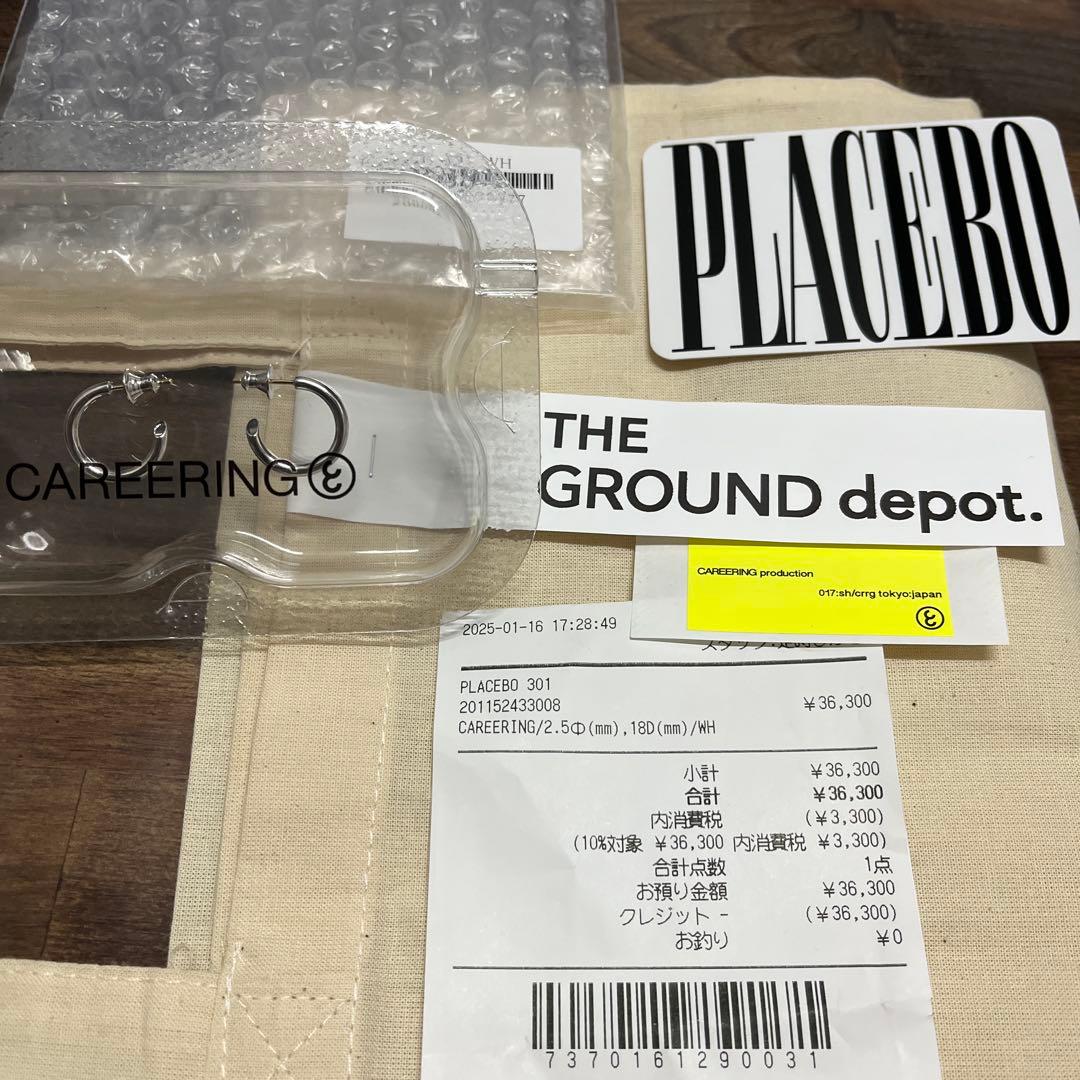 WH
PLACEBO
CAREERING
THE
GROUND depot.
CAREERING production
017:sh/crrg tokyo:japan
2025-01-16 17:28:49
PLACEBO 301
201152433008 ￥36,300
CAREERING/2.5Φ(mm),18D(mm)/WH
小計 ￥36,300
合計 ￥36,300
内消費税 (￥3,300)
(10%対象 ￥36,300 内消費税 ￥3,300)
合計点数 1点
お預り金額 ￥36,300
クレジット - (￥36,300)
お釣り ￥0
7370161290031